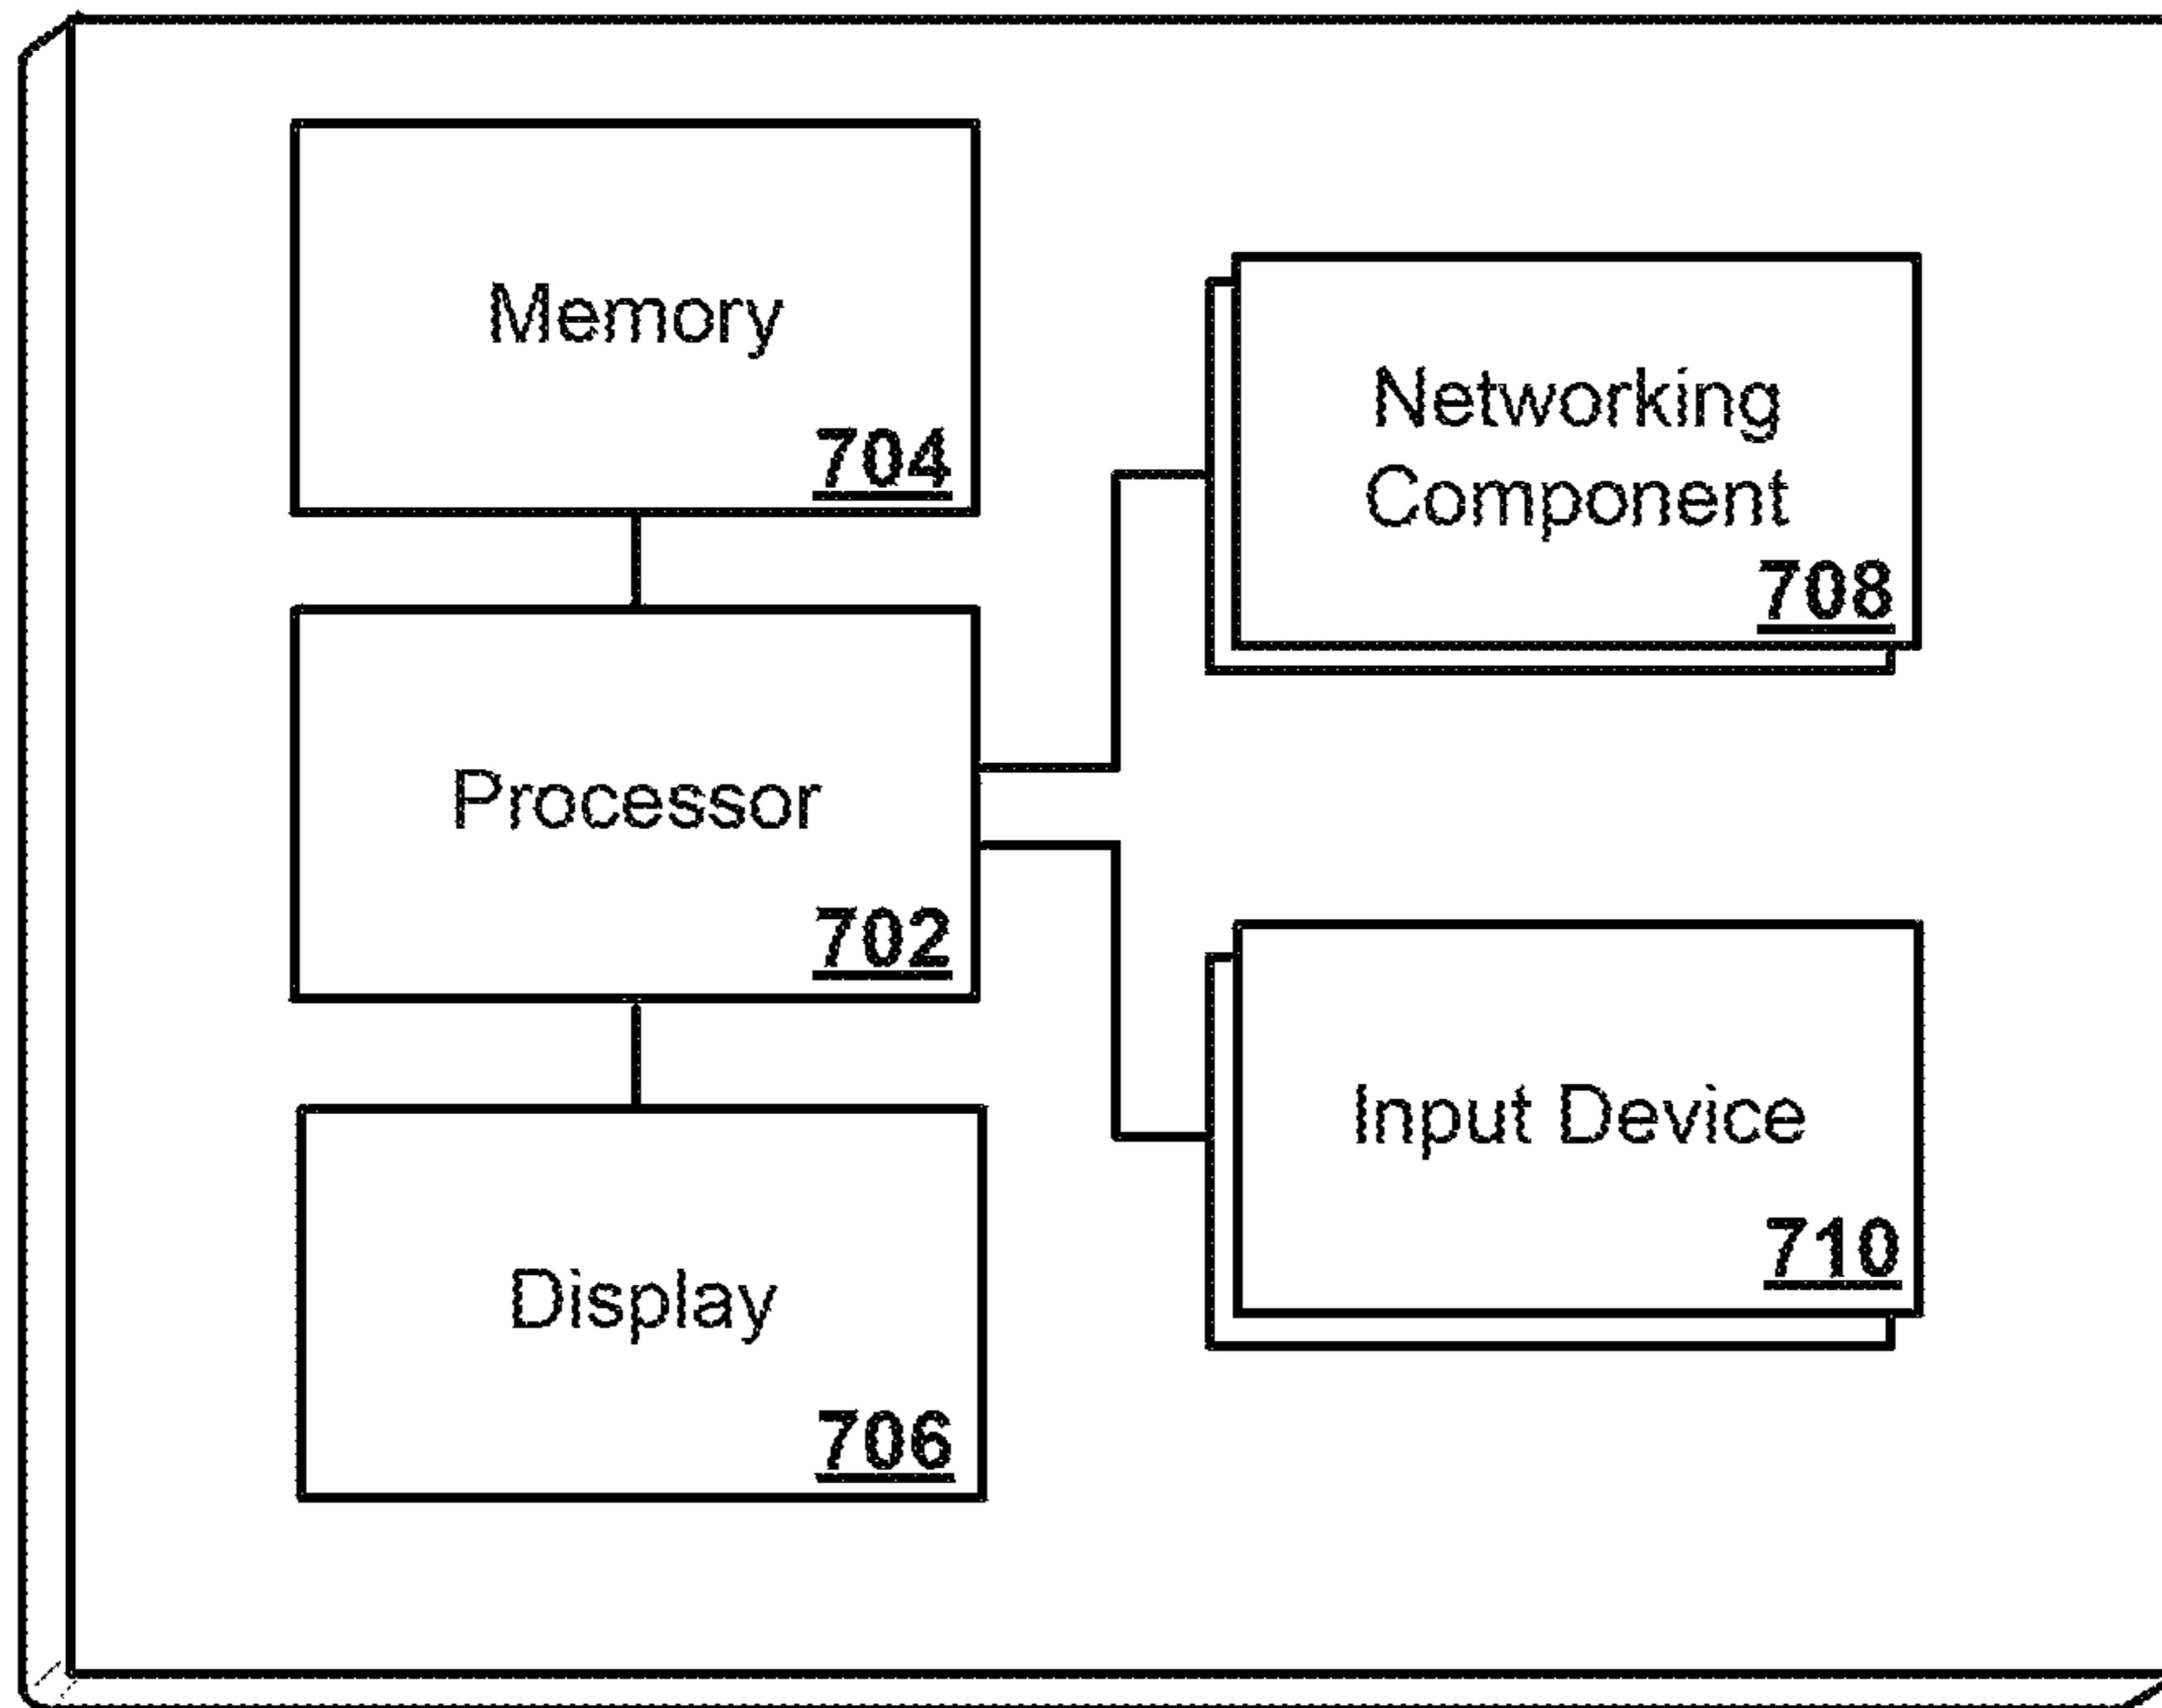 Memory
704
Networking
Component
708
Processor
702
Input Device
710
Display
706